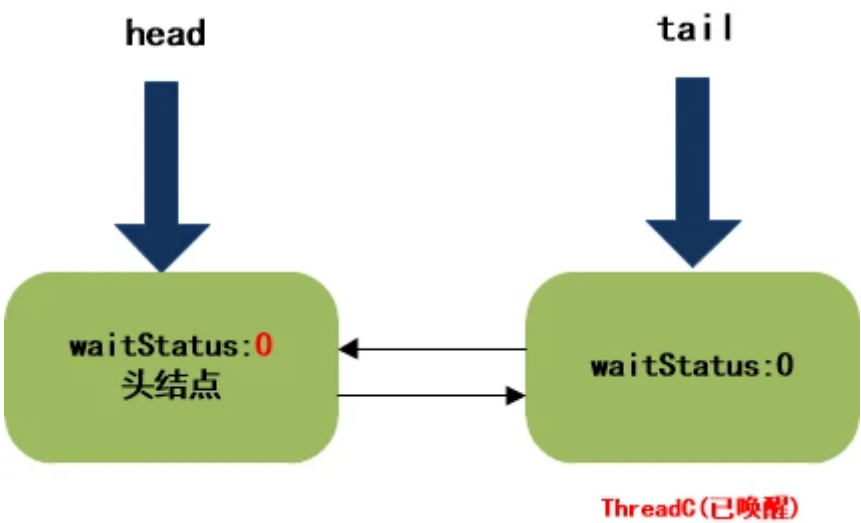 head
tail
waitStatus:0
头结点
waitStatus:0
ThreadC(已唤醒)